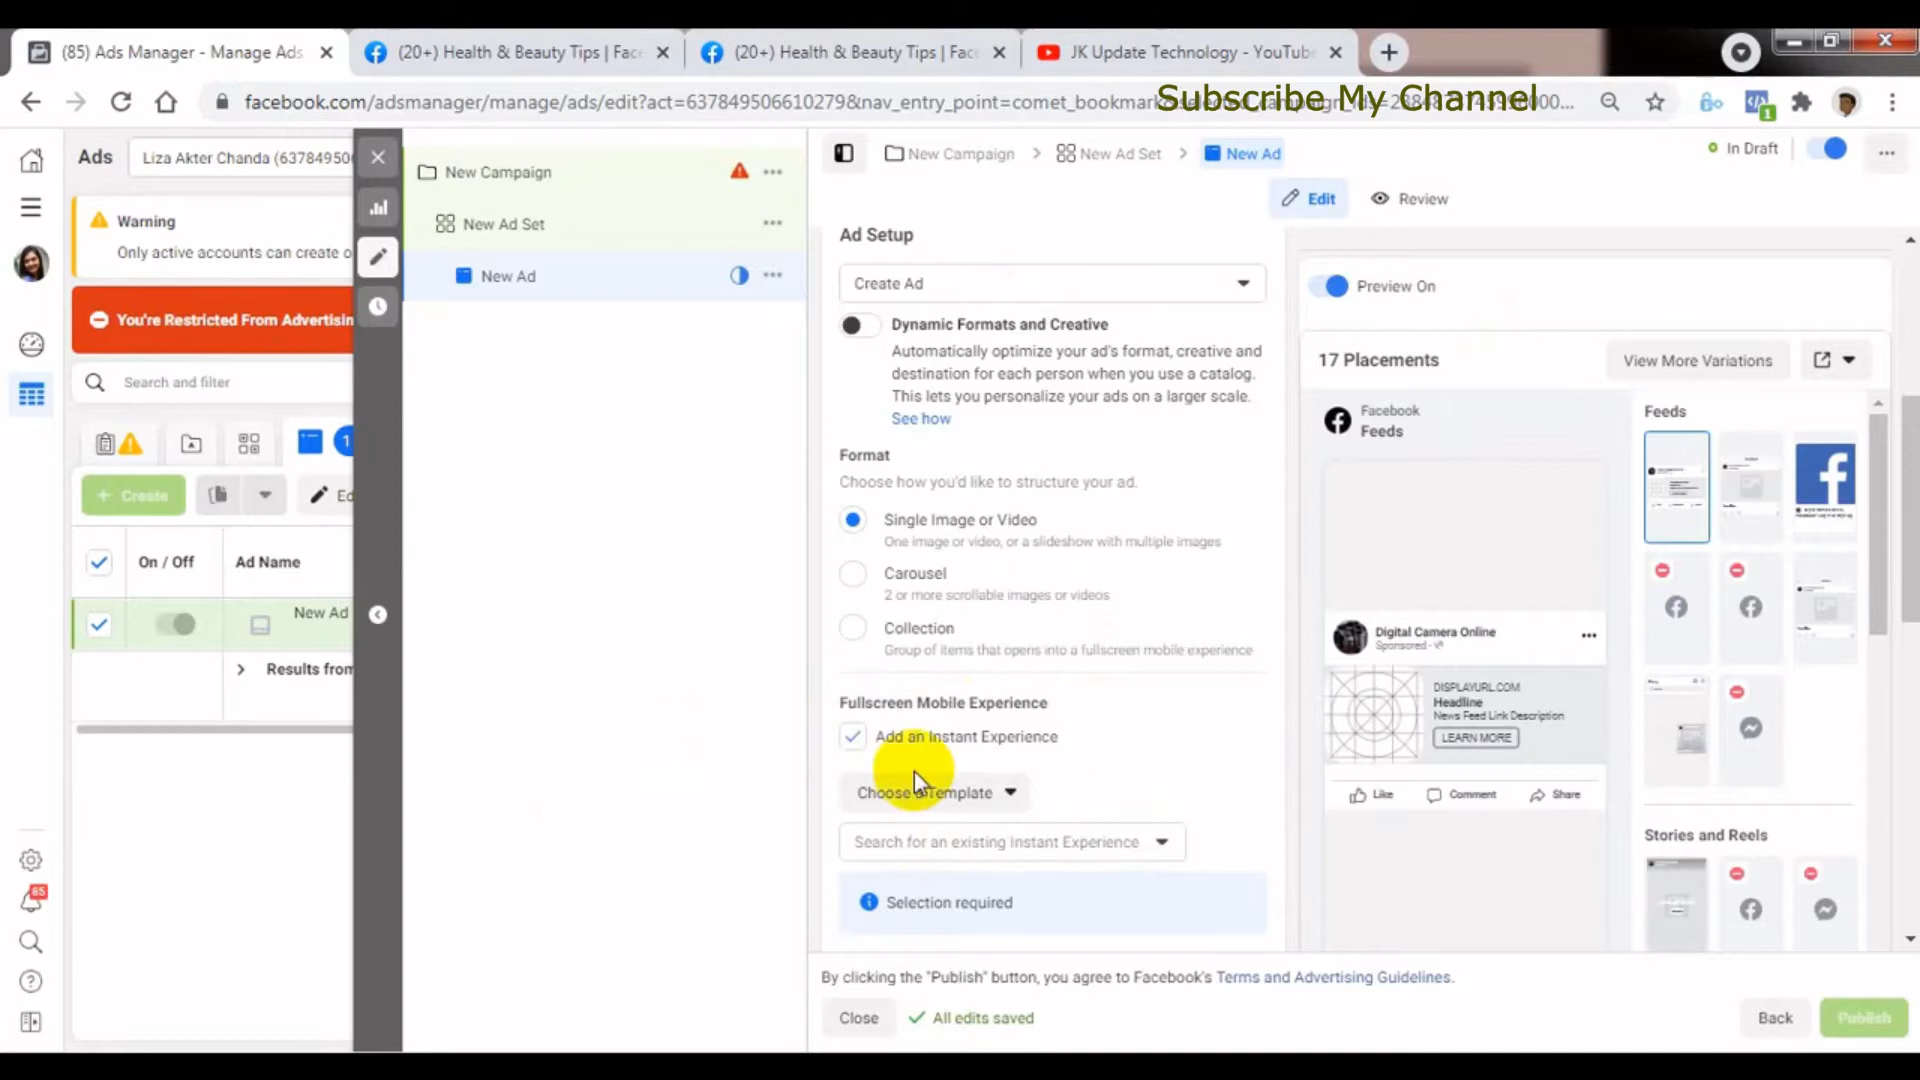 (85) Ads Manager - Manage Ads
(20+) Health & Beauty Tips | Face
(20+) Health & Beauty Tips | Face
JK Update Technology - YouTube
facebook.com/adsmanager/manage/ads/edit?act=637849506610279&nav_entry_point=comet_bookmark
Subscribe My Channel
1
Ads
Liza Akter Chanda (63784950
Warning
Only active accounts can create o
You're Restricted From Advertisin
Search and filter
1
+ Create
Ed
On / Off
Ad Name
New Ad
Results from
85
New Campaign
New Ad Set
New Ad
New Campaign
New Ad Set
New Ad
In Draft
Edit
Review
Ad Setup
Create Ad
Dynamic Formats and Creative
Automatically optimize your ad's format, creative and
destination for each person when you use a catalog.
This lets you personalize your ads on a larger scale.
See how
Format
Choose how you'd like to structure your ad.
Single Image or Video
One image or video, or a slideshow with multiple images
Carousel
2 or more scrollable images or videos
Collection
Group of items that opens into a fullscreen mobile experience
Fullscreen Mobile Experience
Add an Instant Experience
Choose a Template
Search for an existing Instant Experience
Selection required
Preview On
17 Placements
View More Variations
Facebook
Feeds
Digital Camera Online
Sponsored
DISPLAYURL.COM
Headline
News Feed Link Description
LEARN MORE
Like
Comment
Share
Feeds
Stories and Reels
By clicking the "Publish" button, you agree to Facebook's Terms and Advertising Guidelines.
Close
All edits saved
Back
Publish